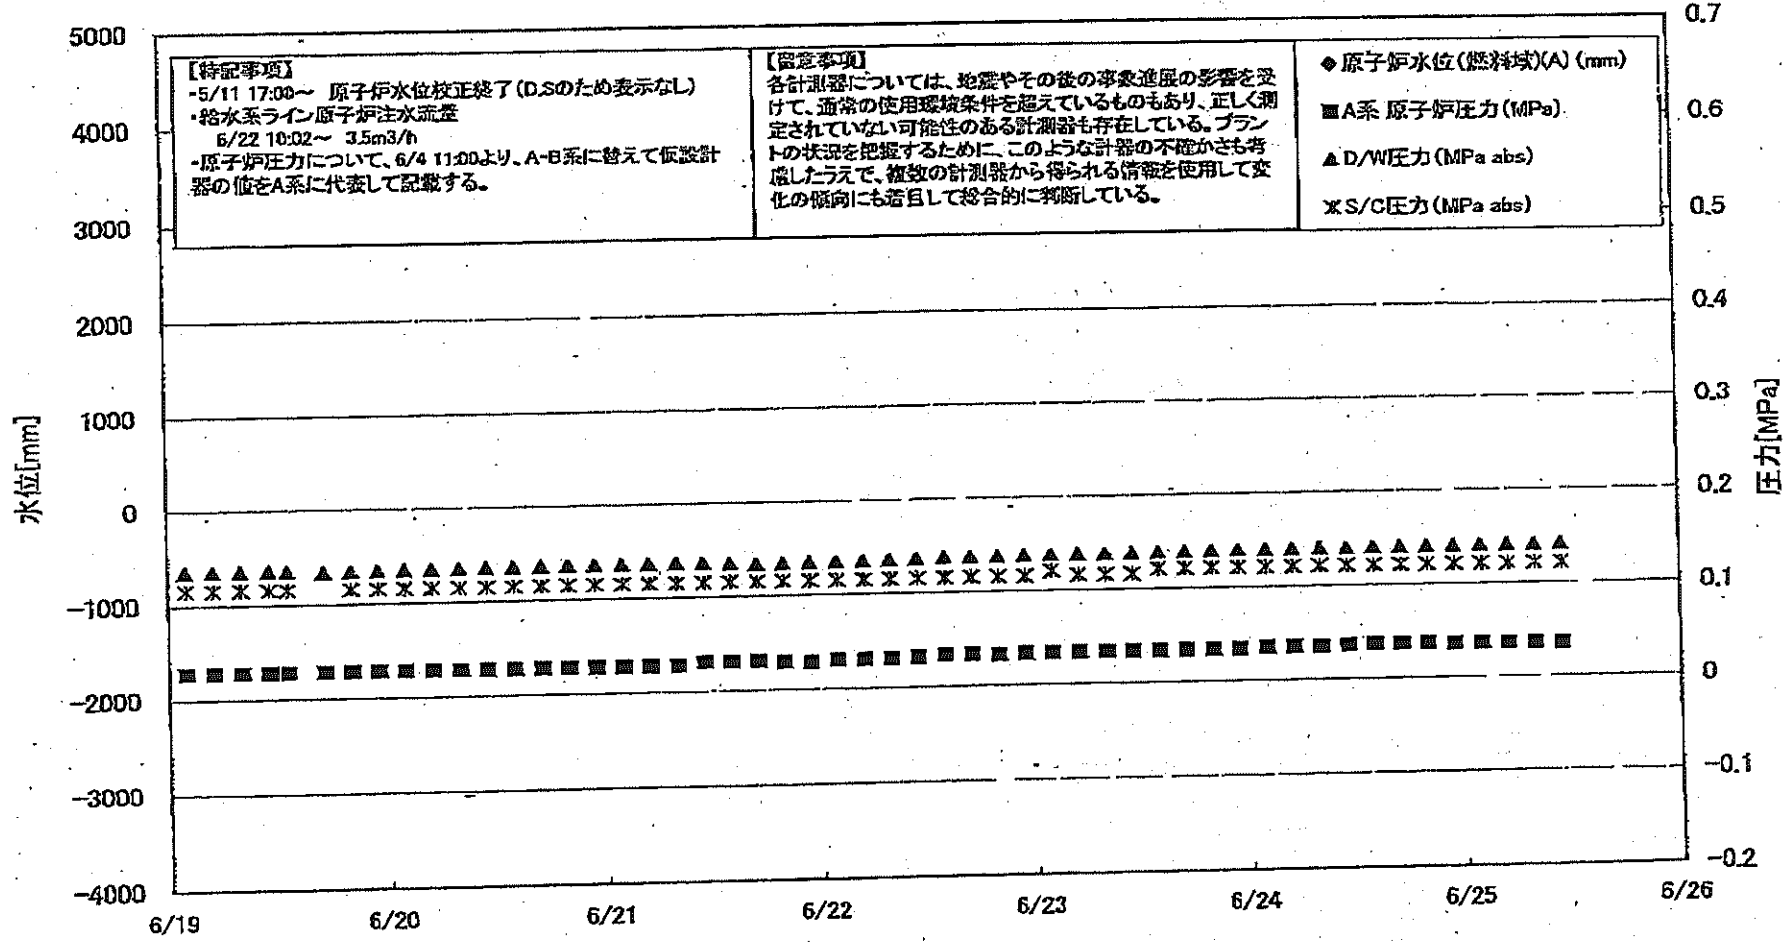 【特記事項】
・5/11 17:00～ 原子炉水位校正終了(D.Sのため表示なし)
・給水系ライン原子炉注水流量
6/22 10:02～ 3.5m3/h
・原子炉圧力について、6/4 11:00より、A・B系に替えて仮設計
器の値をA系に代表して記載する。
【留意事項】
各計測器については、地震やその後の事象進展の影響を受
けて、通常の使用環境条件を超えているものもあり、正しく測
定されていない可能性のある計測器も存在している。プラン
トの状況を把握するために、このような計器の不確かさも考
慮したうえで、複数の計測器から得られる情報を使用して変
化の傾向にも着目して総合的に判断している。
◆原子炉水位(燃料域)(A)(mm)
■A系 原子炉圧力(MPa)
▲D/W圧力(MPa abs)
※S/C圧力(MPa abs)
水位[mm]
5000
4000
3000
2000
1000
0
-1000
-2000
-3000
-4000
圧力[MPa]
0.7
0.6
0.5
0.4
0.3
0.2
0.1
0
-0.1
-0.2
6/19
6/20
6/21
6/22
6/23
6/24
6/25
6/26